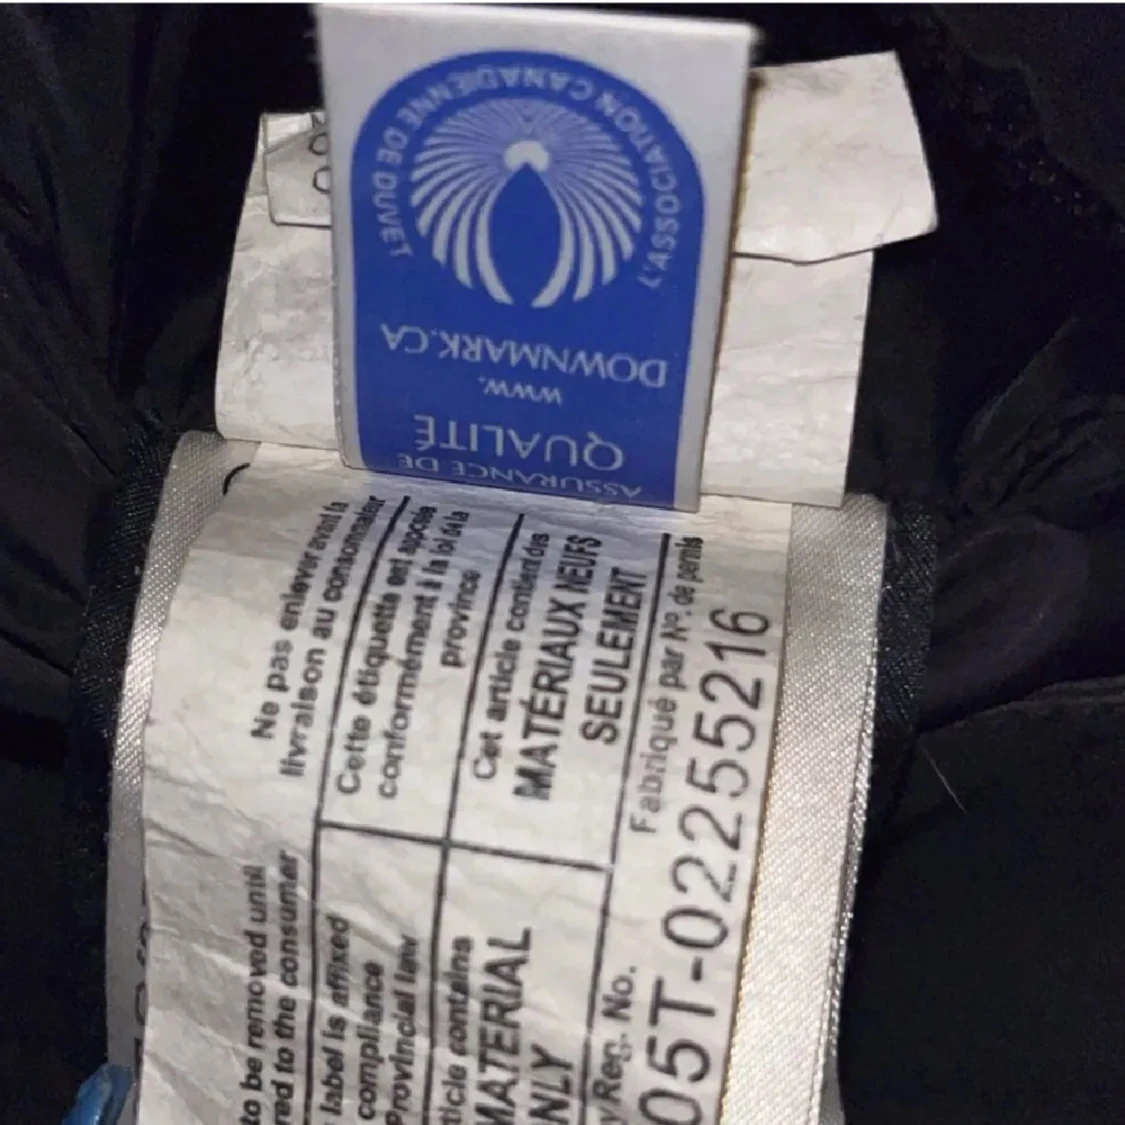 L'ASSOCIATION CANADIENNE DE DUVET
WWW.
DOWNMARK.CA
ASSURANCE DE
QUALITÉ
to be removed until
to the consumer
label is affixed
compliance
Provincial law
contains
MATERIAL
Reg. No.
05T-02255216
Ne pas enlever avant la
livraison au consommateur
Cette étiquette est apposée
conformément à la loi de la
province
Cet article contient des
MATÉRIAUX NEUFS
SEULEMENT
Fabriqué par Nº. de permis